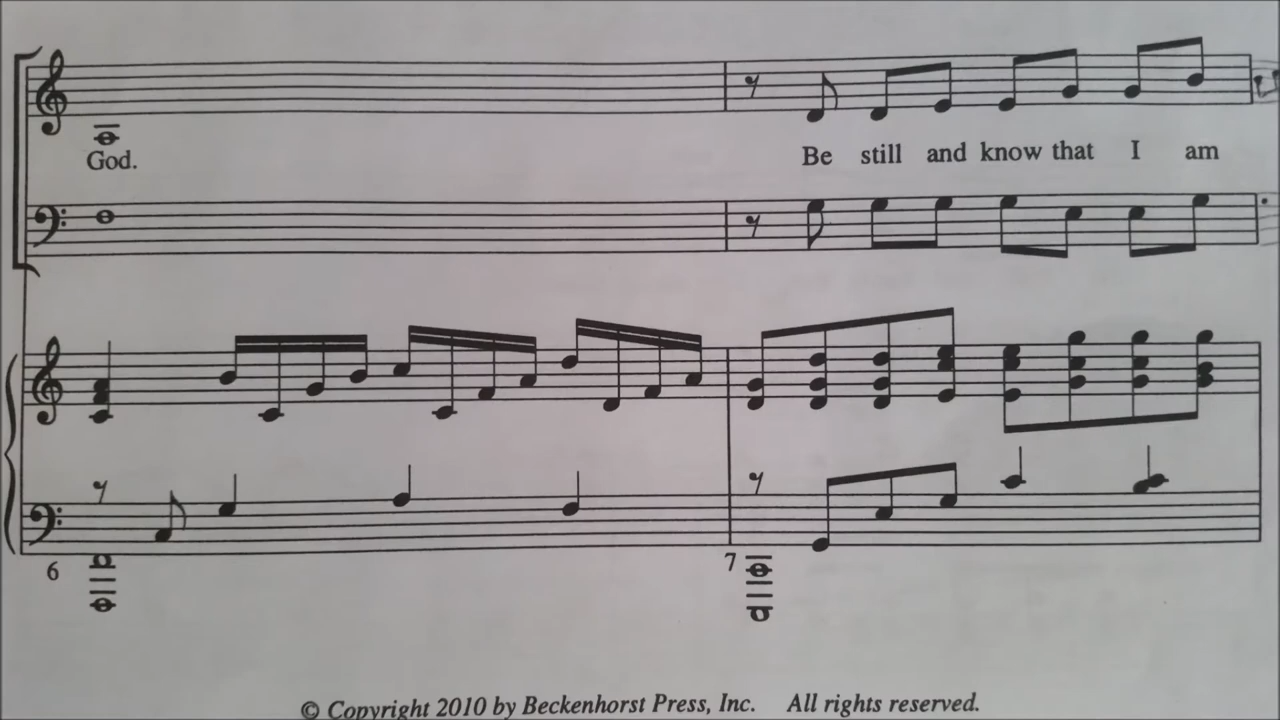 God.
Be still and know that I am
6
7
© Copyright 2010 by Beckenhorst Press, Inc. All rights reserved.